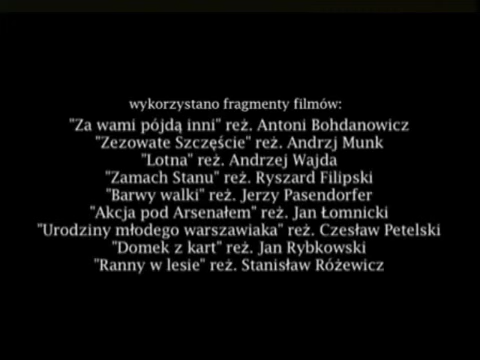 wykorzystano fragmenty filmów:
"Za wami pójdą inni" reż. Antoni Bohdanowicz
"Zezowate Szczęście" reż. Andrzj Munk
"Lotna" reż. Andrzej Wajda
"Zamach Stanu" reż. Ryszard Filipski
"Barwy walki" reż. Jerzy Pasendorfer
"Akcja pod Arsenałem" reż. Jan Łomnicki
"Urodziny młodego warszawiaka" reż. Czesław Petelski
"Domek z kart" reż. Jan Rybkowski
"Ranny w lesie" reż. Stanisław Różewicz